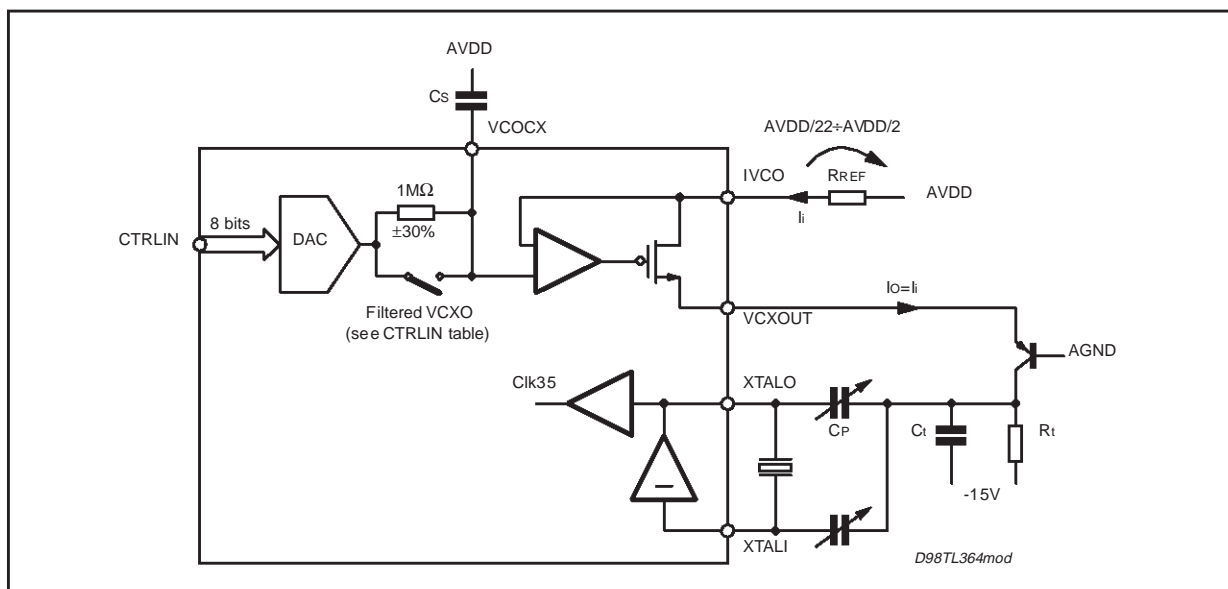 AVDD
Cs
VCOCX
AVDD/22÷AVDD/2
IVCO
RREF
AVDD
Ii
1MΩ
±30%
8 bits
CTRLIN
DAC
Filtered VCXO
(see CTRLIN table)
IO=Ii
VCXOUT
AGND
Clk35
XTALO
CP
Ct
Rt
-15V
XTALI
D98TL364mod